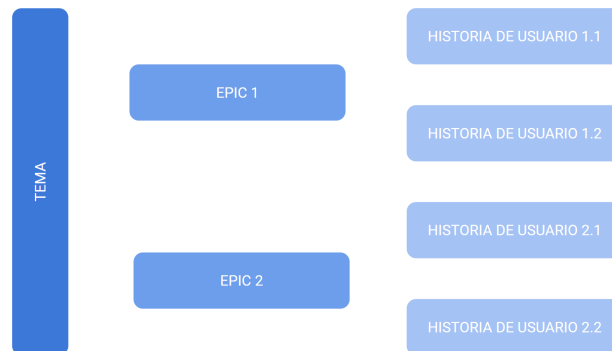 TEMA
EPIC 1
EPIC 2
HISTORIA DE USUARIO 1.1
HISTORIA DE USUARIO 1.2
HISTORIA DE USUARIO 2.1
HISTORIA DE USUARIO 2.2